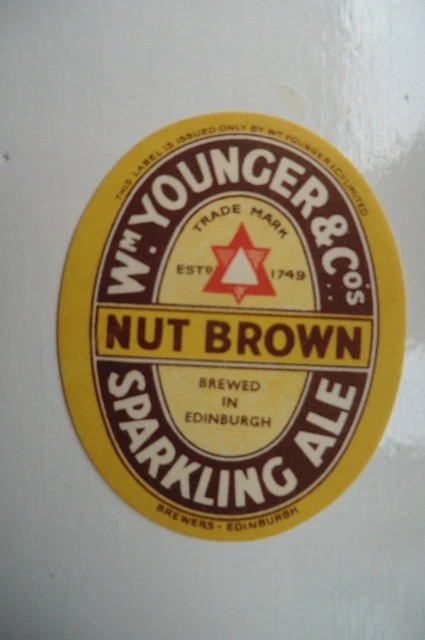 THIS LABEL IS ISSUED ONLY BY WM YOUNGER & CO LIMITED
WM. YOUNGER & CO'S
TRADE MARK
ESTD 1749
NUT BROWN
BREWED
IN
EDINBURGH
SPARKLING ALE
BREWERS - EDINBURGH